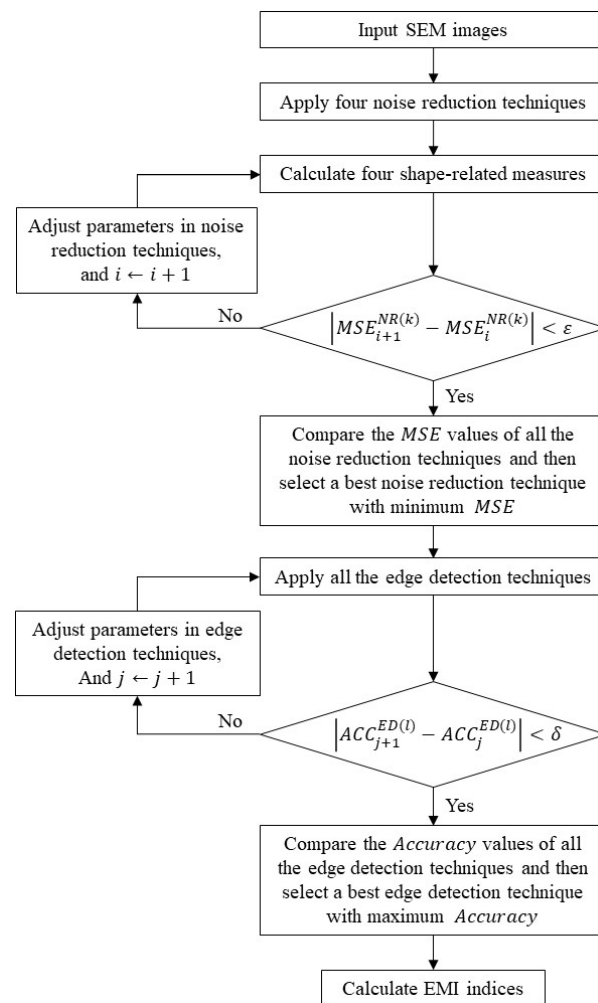 Input SEM images
Apply four noise reduction techniques
Calculate four shape-related measures
Adjust parameters in noise
reduction techniques,
and 𝑖 ← 𝑖 + 1
No
|𝑀𝑆𝐸_{𝑖+1}^{𝑁𝑅(𝑘)} − 𝑀𝑆𝐸_𝑖^{𝑁𝑅(𝑘)}| < 𝜀
Yes
Compare the 𝑀𝑆𝐸 values of all the
noise reduction techniques and then
select a best noise reduction technique
with minimum 𝑀𝑆𝐸
Apply all the edge detection techniques
Adjust parameters in edge
detection techniques,
And 𝑗 ← 𝑗 + 1
No
|𝐴𝐶𝐶_{𝑗+1}^{𝐸𝐷(𝑙)} − 𝐴𝐶𝐶_𝑗^{𝐸𝐷(𝑙)}| < 𝛿
Yes
Compare the 𝐴𝑐𝑐𝑢𝑟𝑎𝑐𝑦 values of all
the edge detection techniques and then
select a best edge detection technique
with maximum 𝐴𝑐𝑐𝑢𝑟𝑎𝑐𝑦
Calculate EMI indices